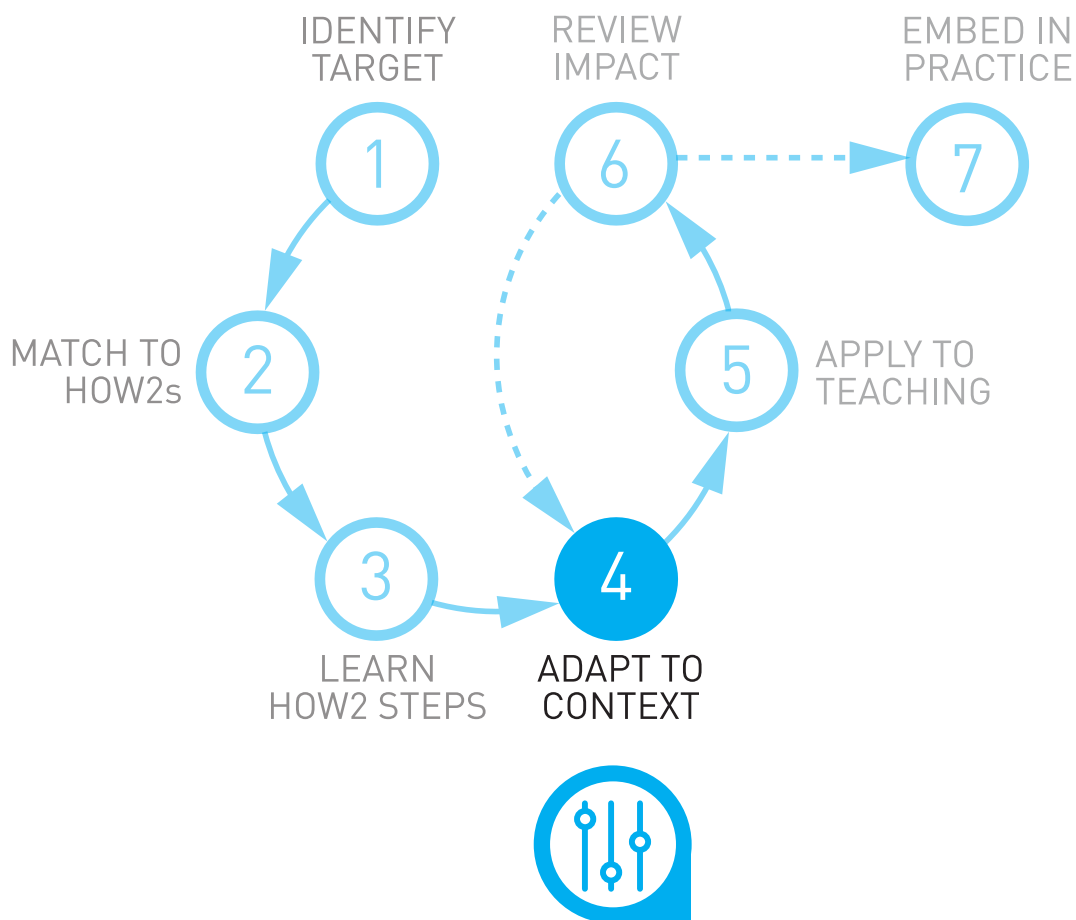 IDENTIFY
TARGET
1
MATCH TO
HOW2s
2
3
LEARN
HOW2 STEPS
4
ADAPT TO
CONTEXT
5
APPLY TO
TEACHING
REVIEW
IMPACT
6
EMBED IN
PRACTICE
7